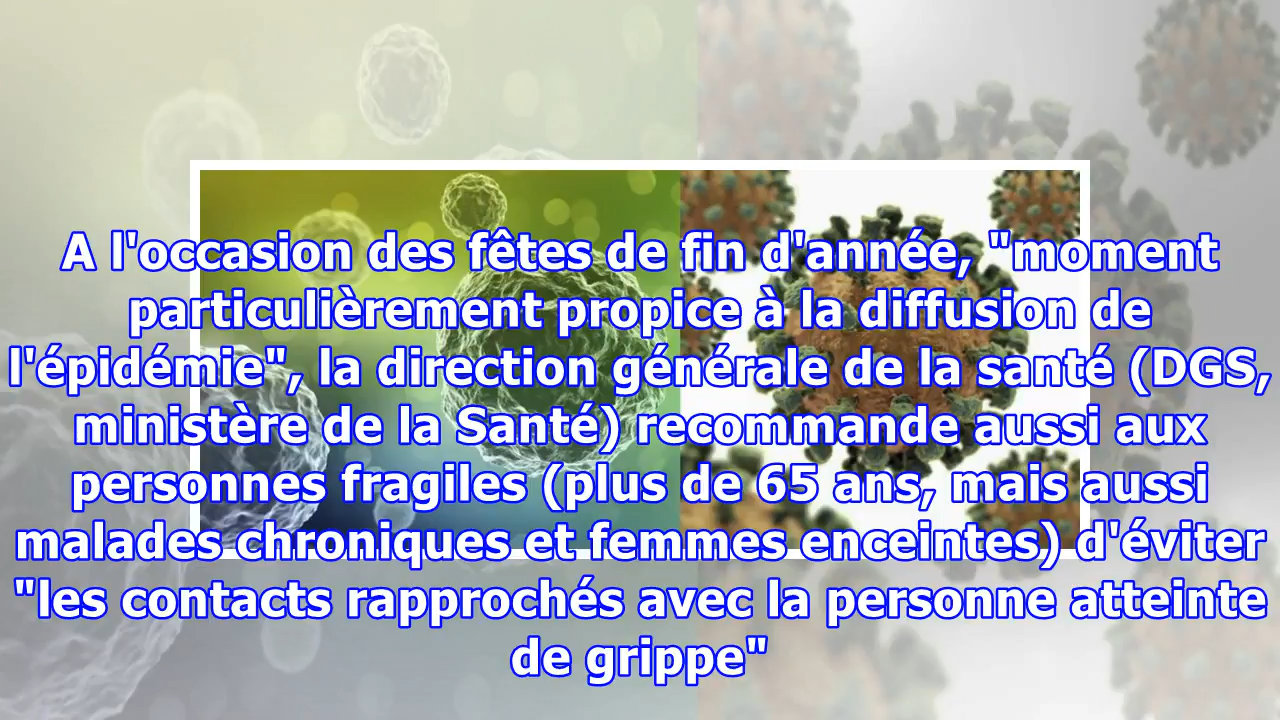 A l'occasion des fêtes de fin d'année, "moment
particulièrement propice à la diffusion de
l'épidémie", la direction générale de la santé (DGS,
ministère de la Santé) recommande aussi aux
personnes fragiles (plus de 65 ans, mais aussi
malades chroniques et femmes enceintes) d'éviter
"les contacts rapprochés avec la personne atteinte
de grippe"